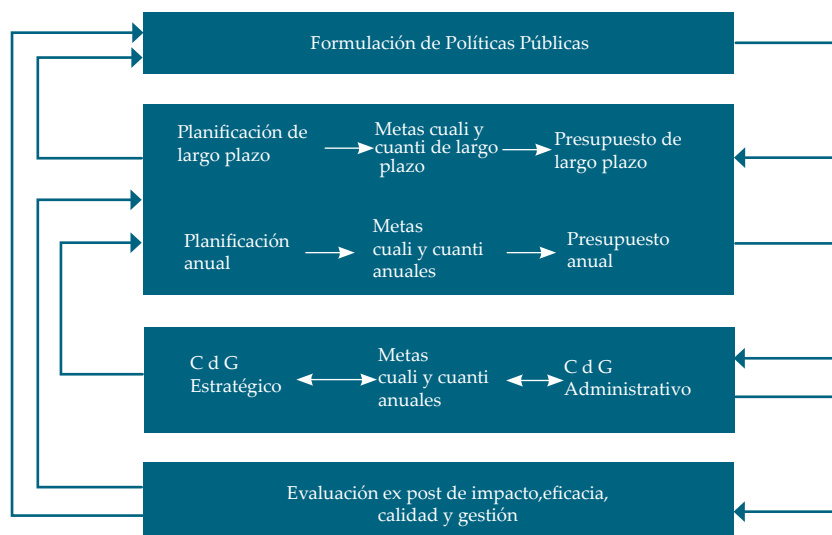 Formulación de Políticas Públicas
Planificación de
largo plazo
Metas cuali y
cuanti de largo
plazo
Presupuesto de
largo plazo
Planificación
anual
Metas
cuali y cuanti
anuales
Presupuesto
anual
C d G
Estratégico
Metas
cuali y cuanti
anuales
C d G
Administrativo
Evaluación ex post de impacto,eficacia,
calidad y gestión